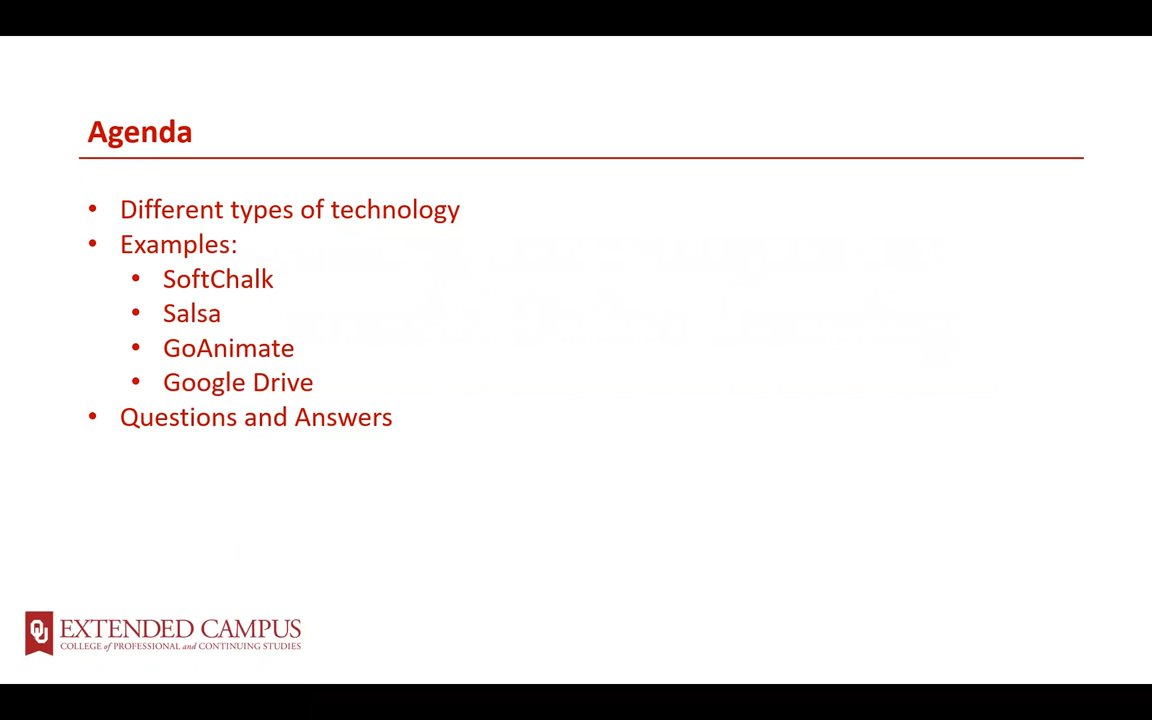 Agenda
• Different types of technology
• Examples:
• SoftChalk
• Salsa
• GoAnimate
• Google Drive
• Questions and Answers
OU EXTENDED CAMPUS
COLLEGE of PROFESSIONAL and CONTINUING STUDIES